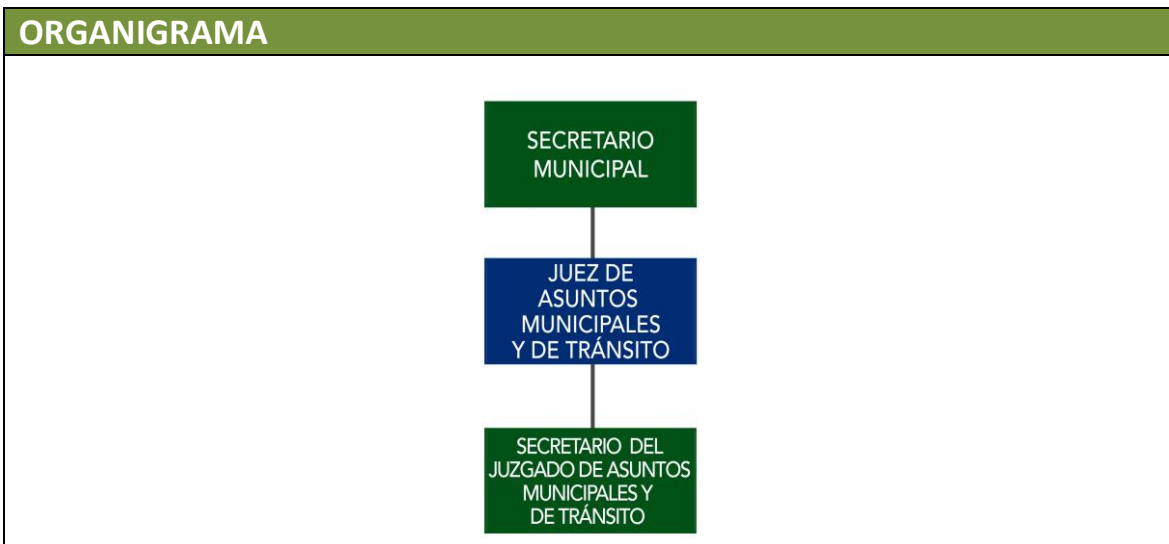 ORGANIGRAMA
SECRETARIO
MUNICIPAL
JUEZ DE
ASUNTOS
MUNICIPALES
Y DE TRÁNSITO
SECRETARIO DEL
JUZGADO DE ASUNTOS
MUNICIPALES Y
DE TRÁNSITO